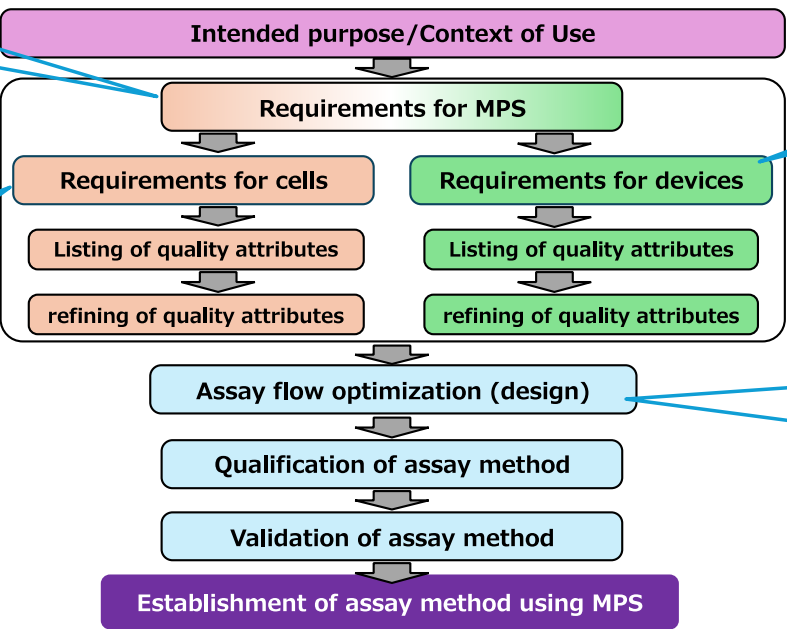 Intended purpose/Context of Use
Requirements for MPS
Requirements for cells
Requirements for devices
Listing of quality attributes
Listing of quality attributes
refining of quality attributes
refining of quality attributes
Assay flow optimization (design)
Qualification of assay method
Validation of assay method
Establishment of assay method using MPS